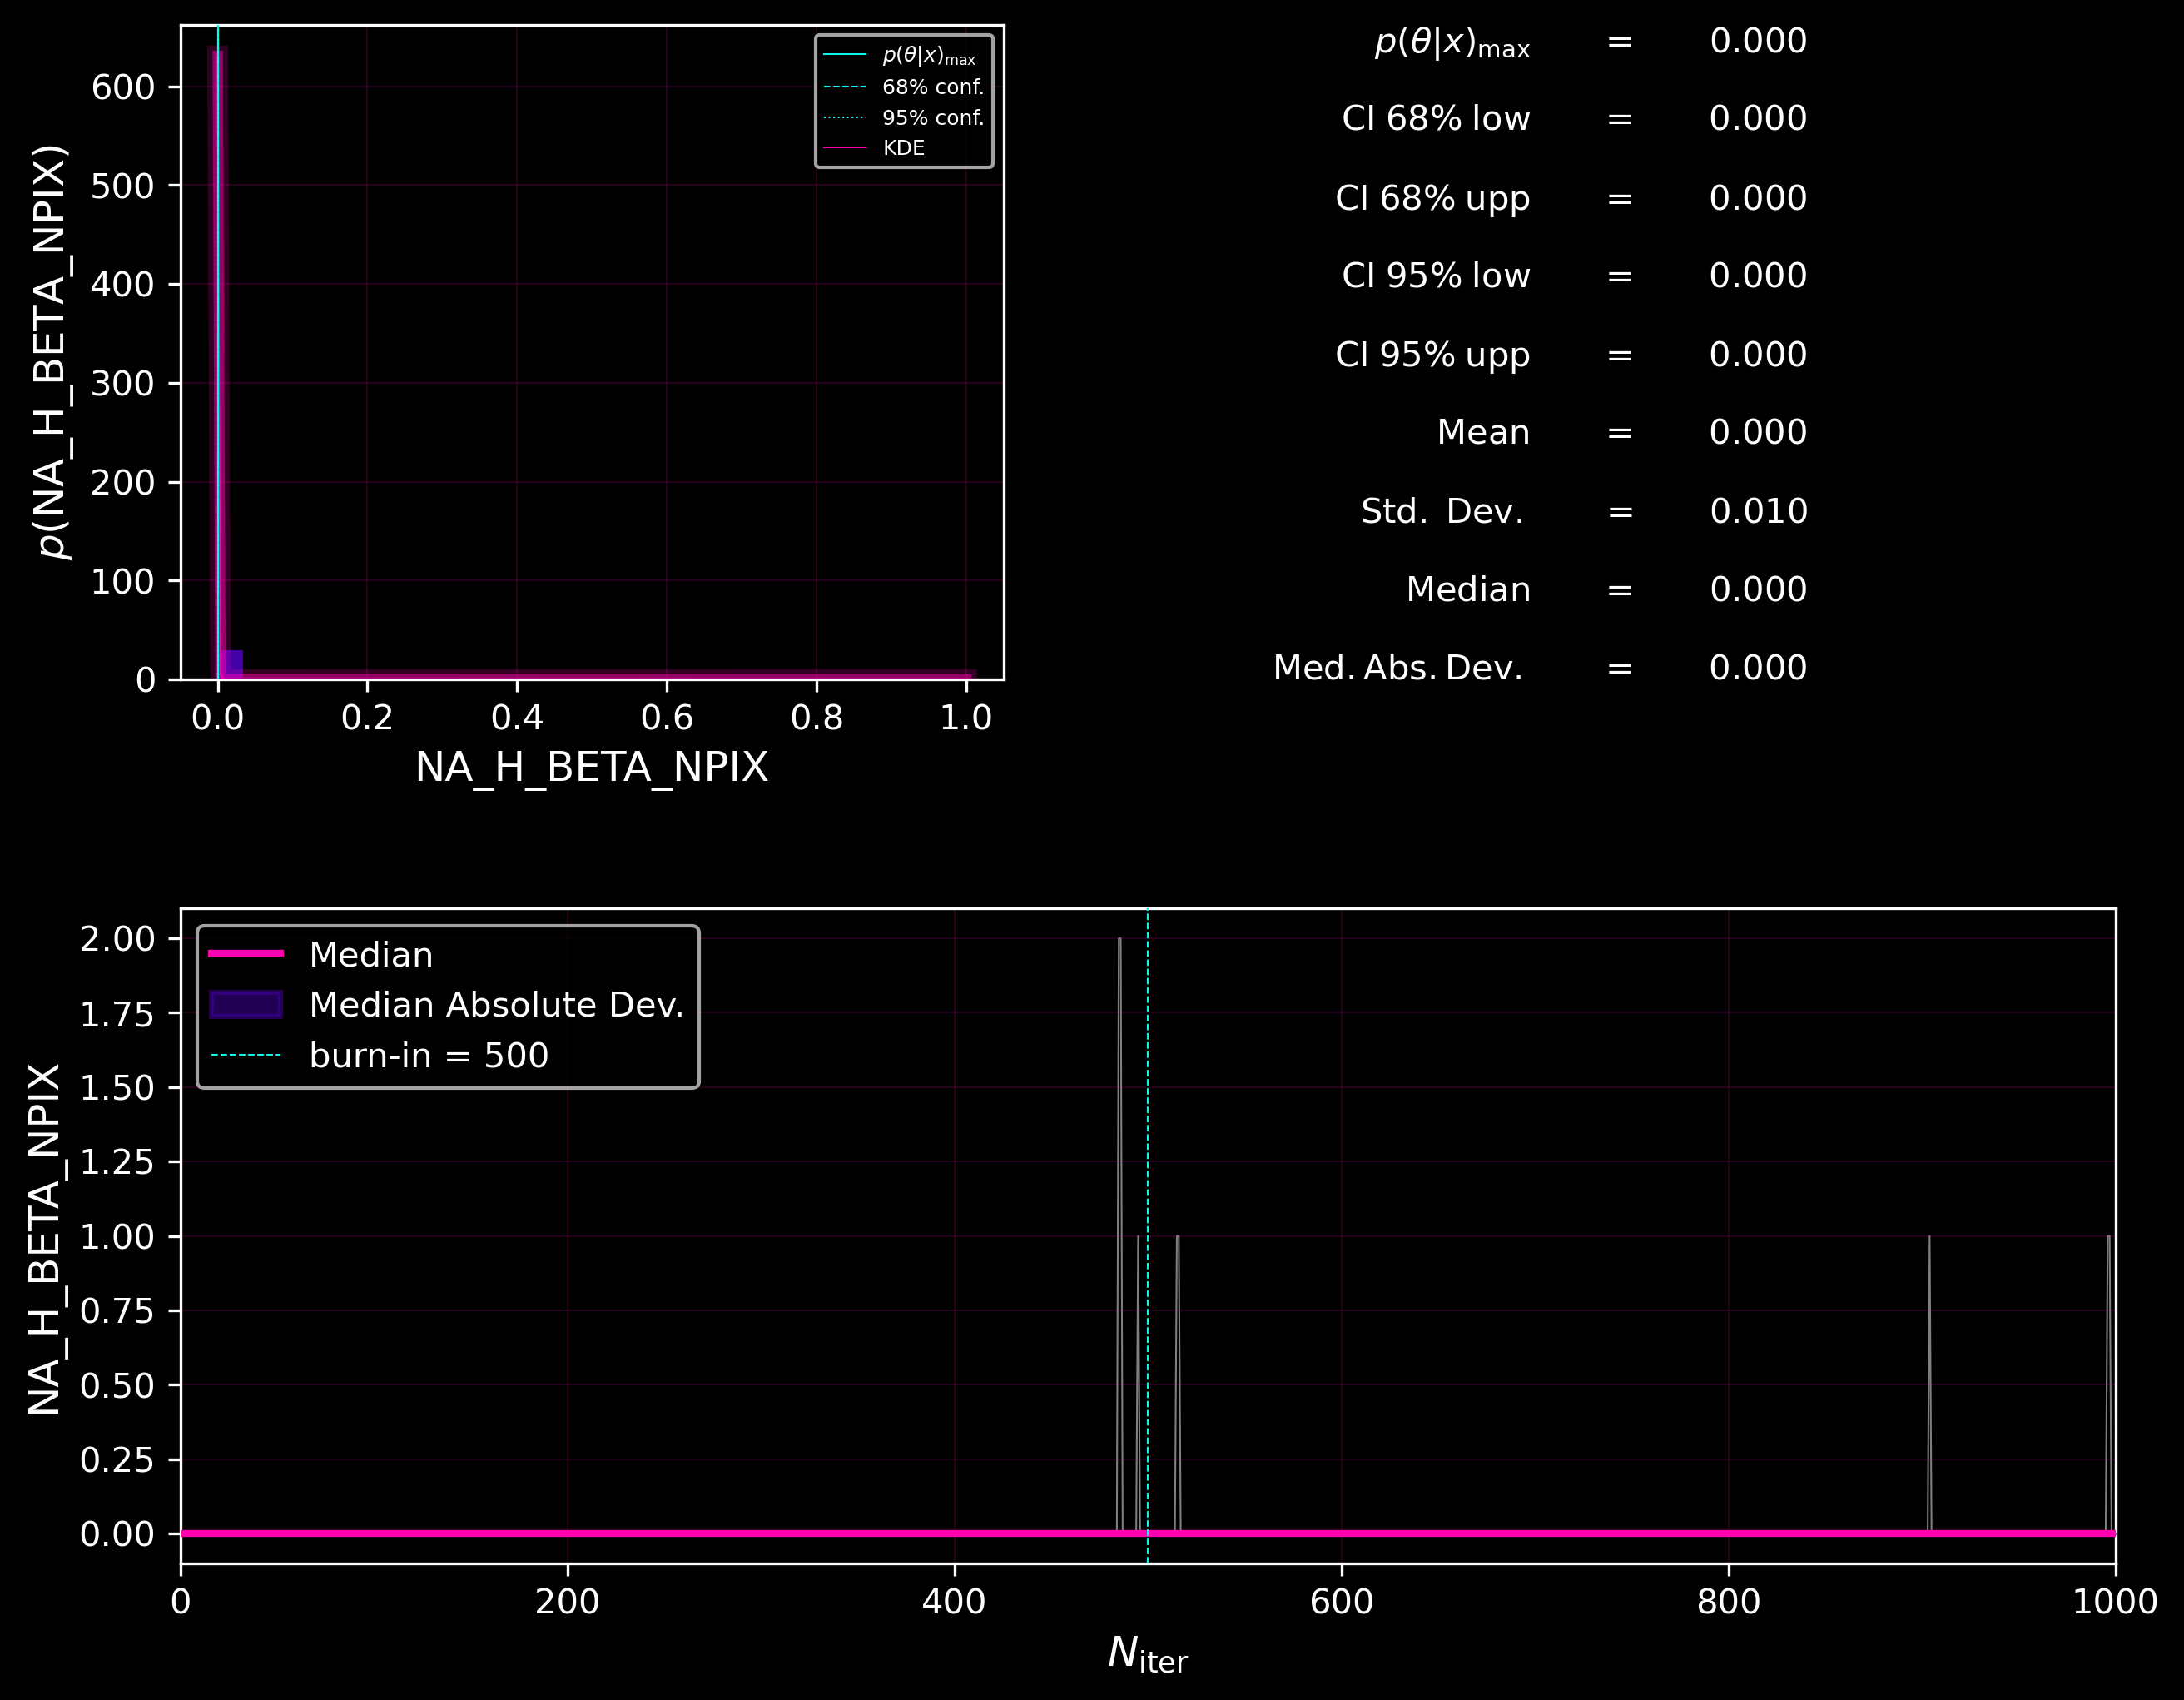 p(NA_H_BETA_NPIX)
600
500
400
300
200
100
0
0.0 0.2 0.4 0.6 0.8 1.0
NA_H_BETA_NPIX
p(θ|x)max
68% conf.
95% conf.
KDE
p(θ|x)max = 0.000
CI 68% low = 0.000
CI 68% upp = 0.000
CI 95% low = 0.000
CI 95% upp = 0.000
Mean = 0.000
Std. Dev. = 0.010
Median = 0.000
Med. Abs. Dev. = 0.000
NA_H_BETA_NPIX
2.00
1.75
1.50
1.25
1.00
0.75
0.50
0.25
0.00
Median
Median Absolute Dev.
burn-in = 500
0 200 400 600 800 1000
Niter